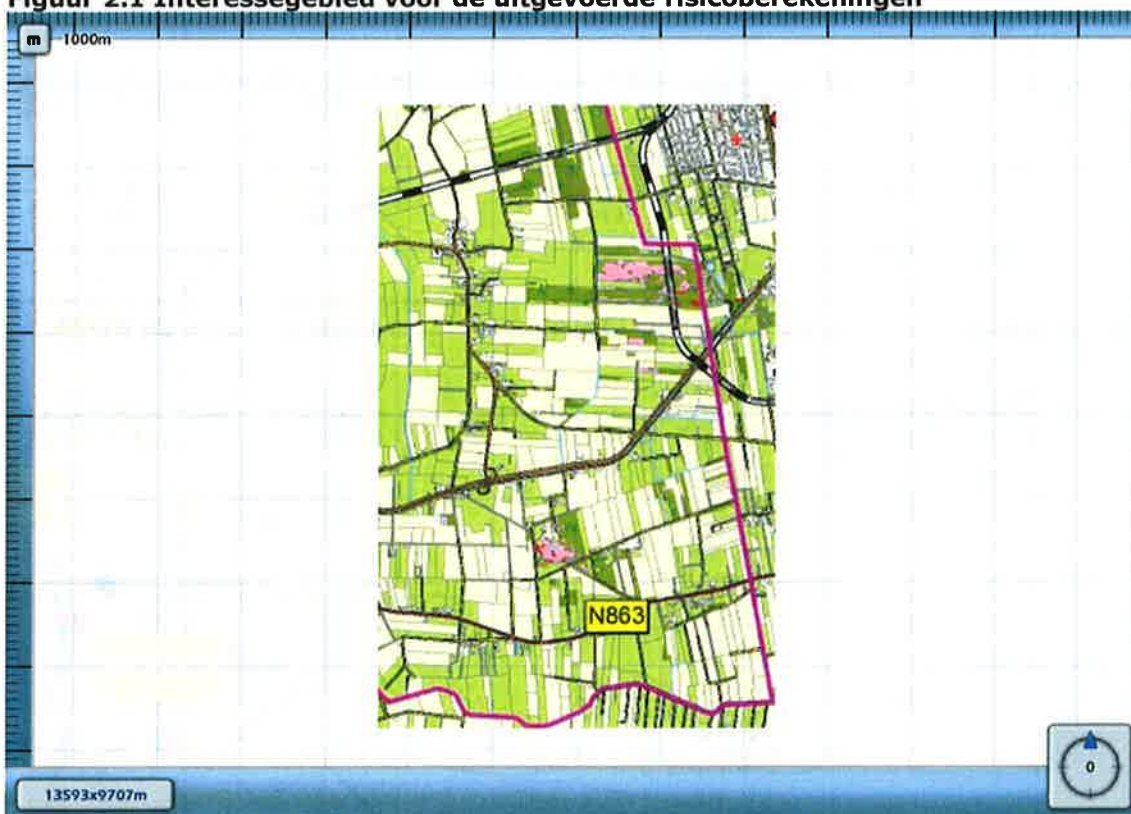 Figuur 2.1 Interessegebied voor de uitgevoerde risicoberekeningen
m 1000m
N863
13593x9707m
0